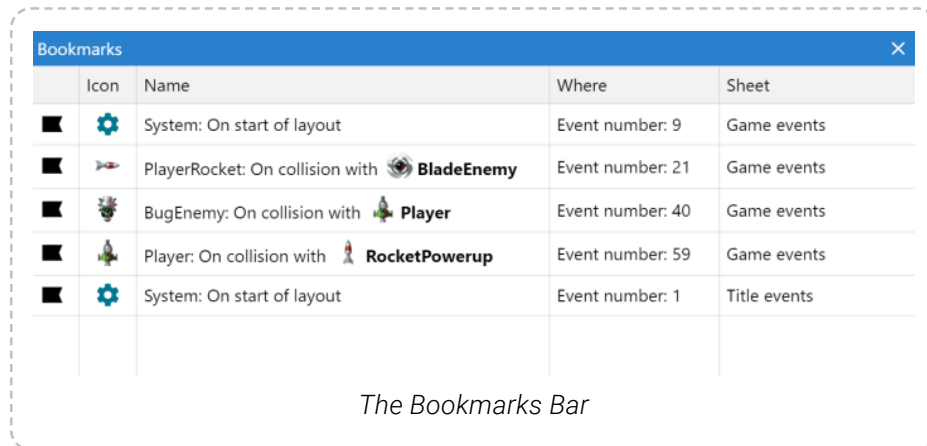 Bookmarks
Icon Name Where Sheet
System: On start of layout Event number: 9 Game events
PlayerRocket: On collision with BladeEnemy Event number: 21 Game events
BugEnemy: On collision with Player Event number: 40 Game events
Player: On collision with RocketPowerup Event number: 59 Game events
System: On start of layout Event number: 1 Title events
The Bookmarks Bar